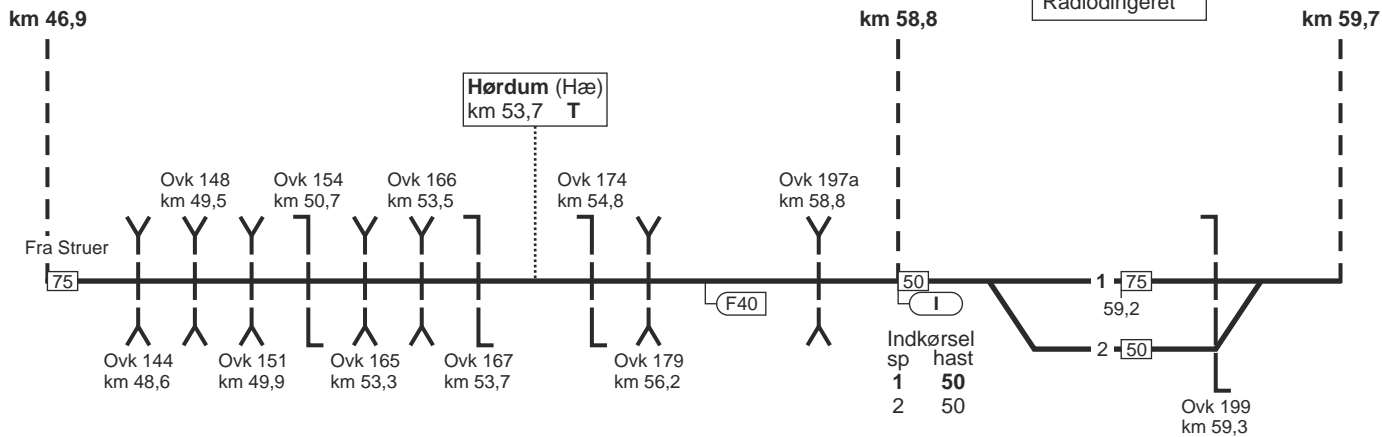 Radiodirigeret
km 46,9
km 58,8
km 59,7
Hørdum (Hæ)
km 53,7 T
Ovk 148
km 49,5
Ovk 154
km 50,7
Ovk 166
km 53,5
Ovk 174
km 54,8
Ovk 197a
km 58,8
Fra Struer
75
F40
50
I
1 75
59,2
2 50
Ovk 144
km 48,6
Ovk 151
km 49,9
Ovk 165
km 53,3
Ovk 167
km 53,7
Ovk 179
km 56,2
Indkørsel
sp hast
1 50
2 50
Ovk 199
km 59,3